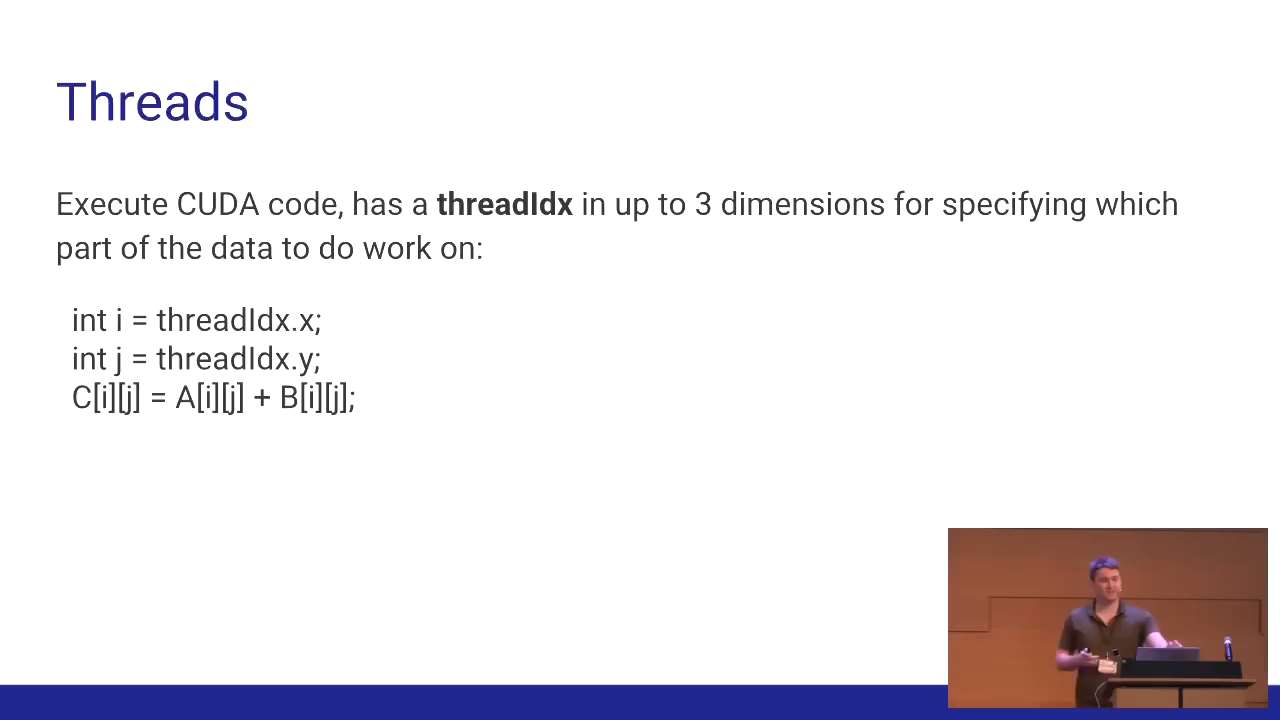 Threads
Execute CUDA code, has a threadIdx in up to 3 dimensions for specifying which
part of the data to do work on:
int i = threadIdx.x;
int j = threadIdx.y;
C[i][j] = A[i][j] + B[i][j];